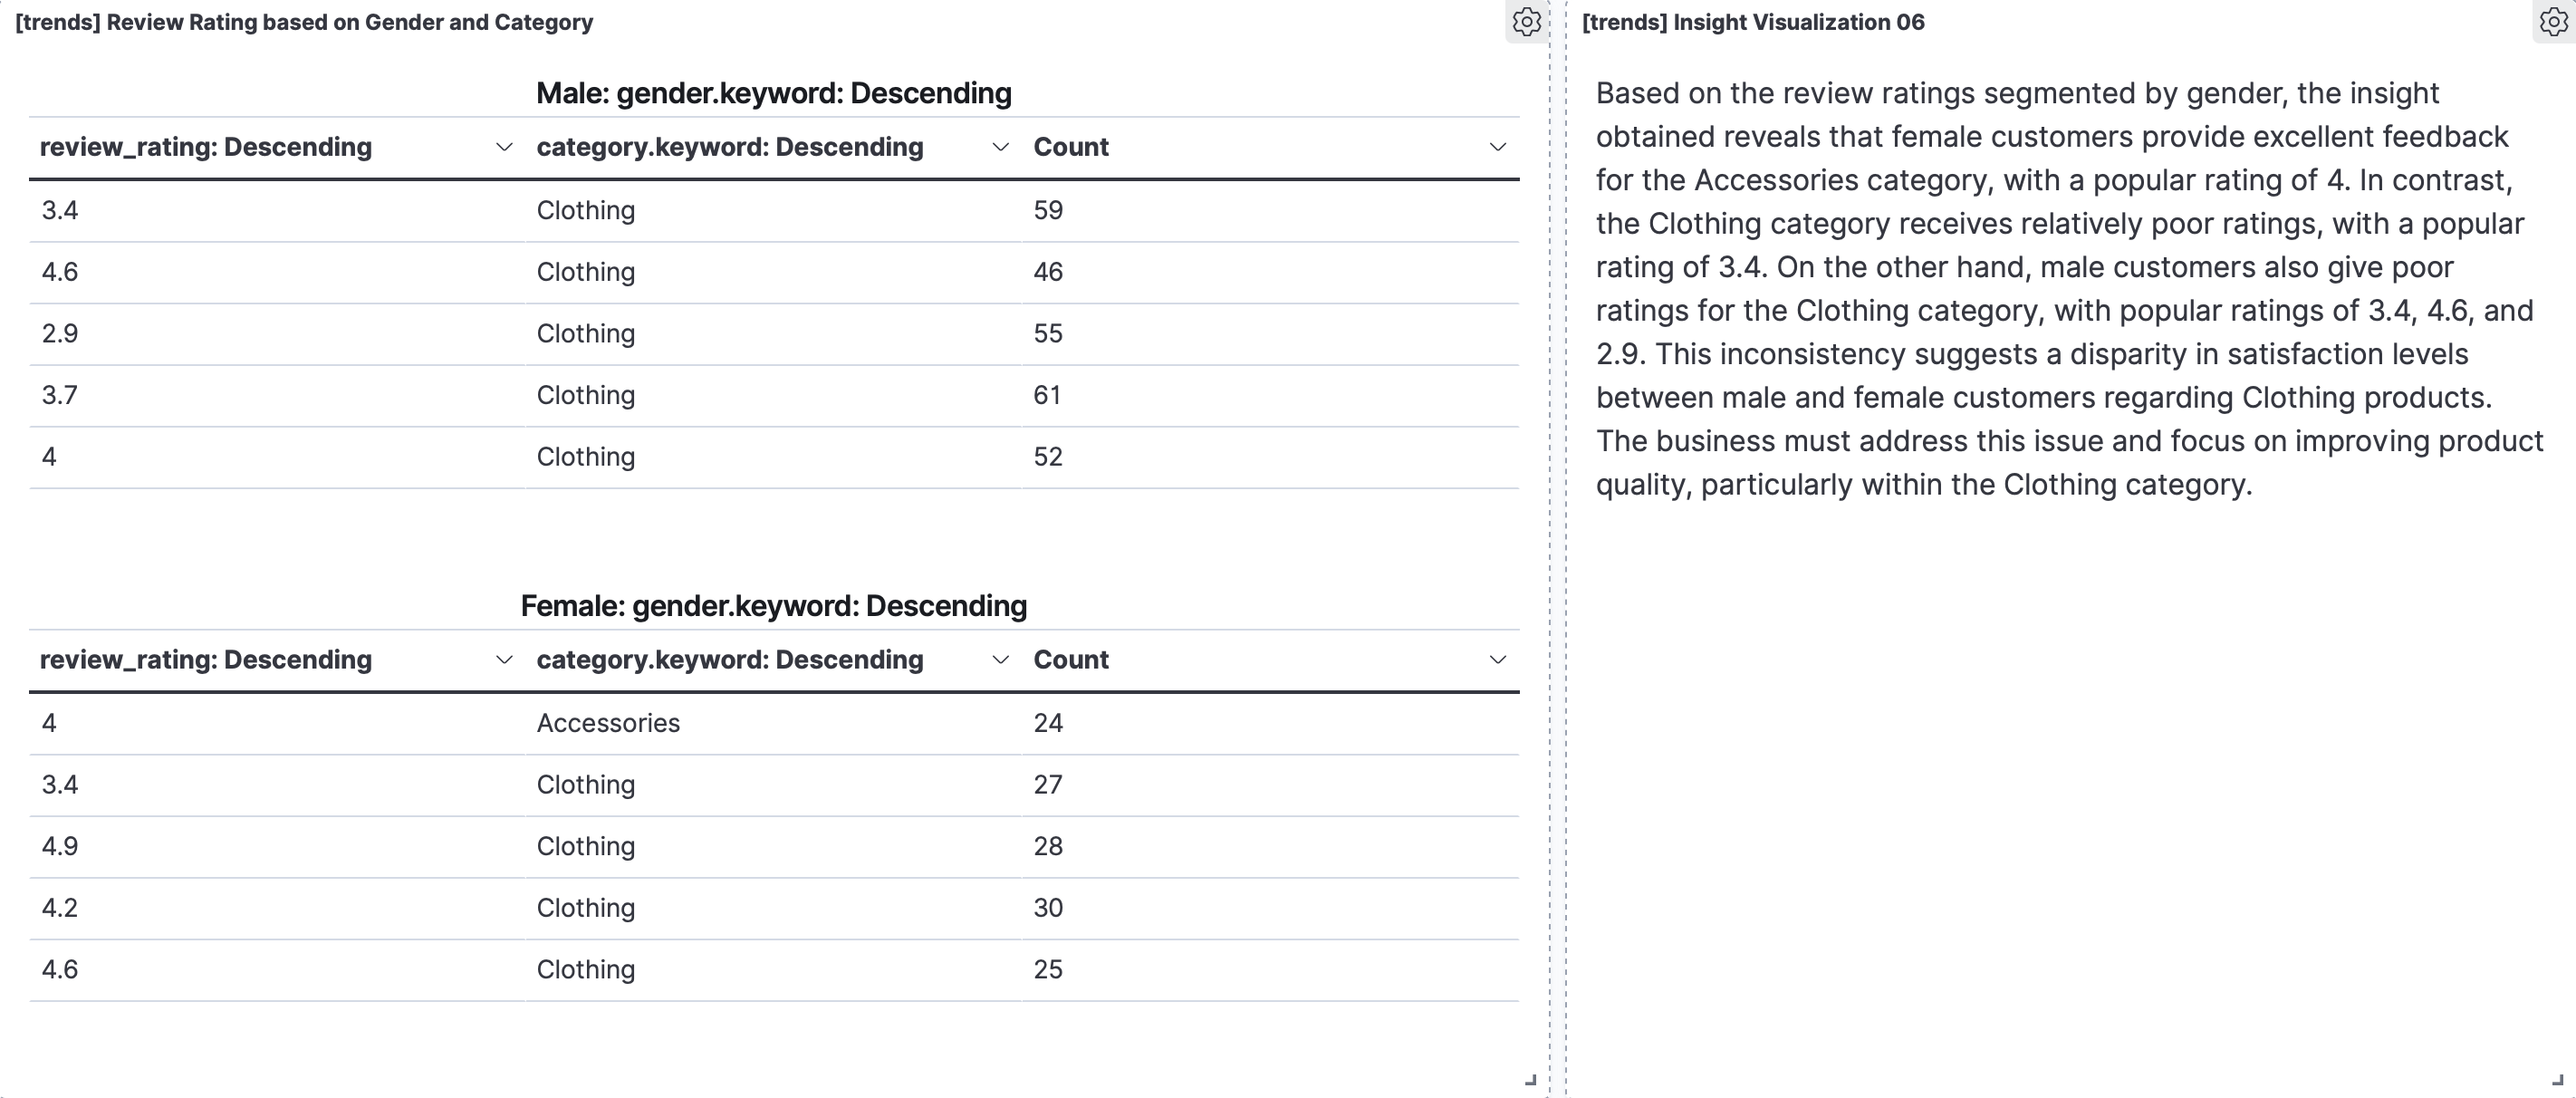 [trends] Review Rating based on Gender and Category
Male: gender.keyword: Descending
review_rating: Descending category.keyword: Descending Count
3.4 Clothing 59
4.6 Clothing 46
2.9 Clothing 55
3.7 Clothing 61
4 Clothing 52
Female: gender.keyword: Descending
review_rating: Descending category.keyword: Descending Count
4 Accessories 24
3.4 Clothing 27
4.9 Clothing 28
4.2 Clothing 30
4.6 Clothing 25
[trends] Insight Visualization 06
Based on the review ratings segmented by gender, the insight
obtained reveals that female customers provide excellent feedback
for the Accessories category, with a popular rating of 4. In contrast,
the Clothing category receives relatively poor ratings, with a popular
rating of 3.4. On the other hand, male customers also give poor
ratings for the Clothing category, with popular ratings of 3.4, 4.6, and
2.9. This inconsistency suggests a disparity in satisfaction levels
between male and female customers regarding Clothing products.
The business must address this issue and focus on improving product
quality, particularly within the Clothing category.